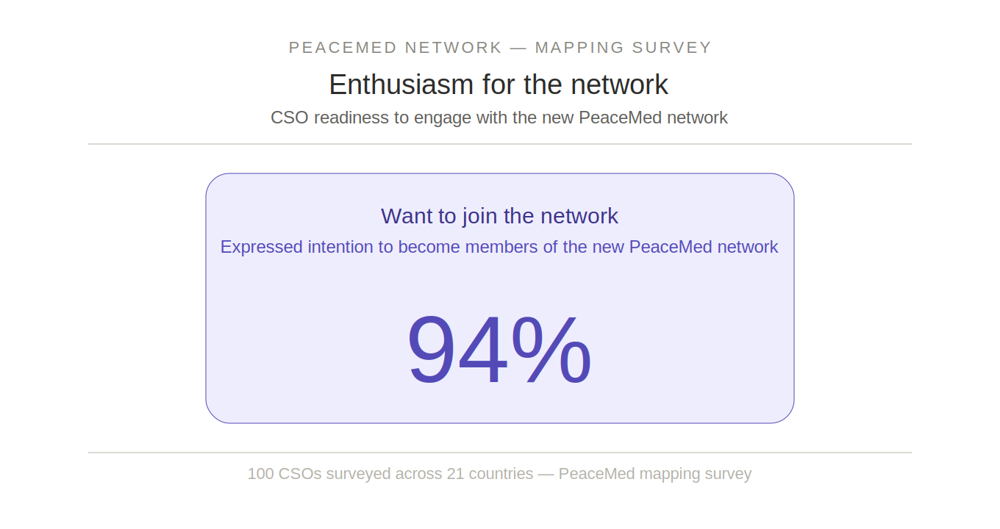 PEACEMED NETWORK — MAPPING SURVEY
Enthusiasm for the network
CSO readiness to engage with the new PeaceMed network
Want to join the network
Expressed intention to become members of the new PeaceMed network
94%
100 CSOs surveyed across 21 countries — PeaceMed mapping survey